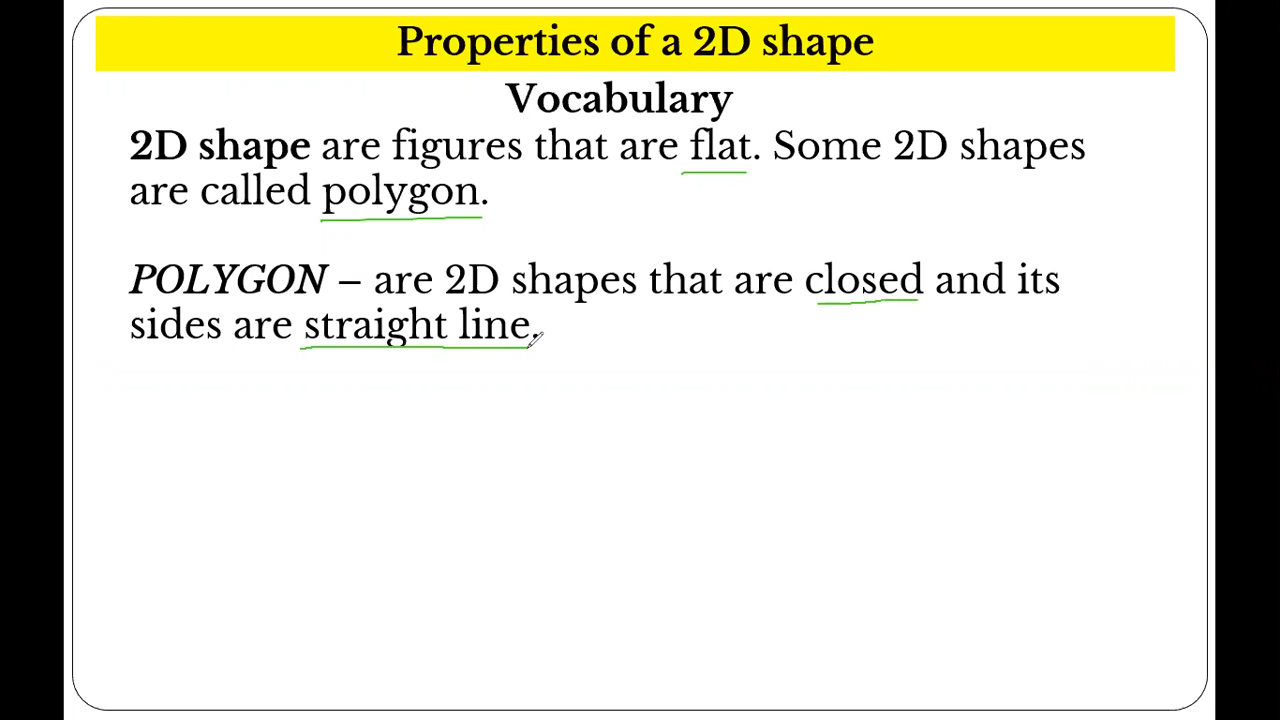 Properties of a 2D shape
Vocabulary
2D shape are figures that are flat. Some 2D shapes
are called polygon.
POLYGON – are 2D shapes that are closed and its
sides are straight line.